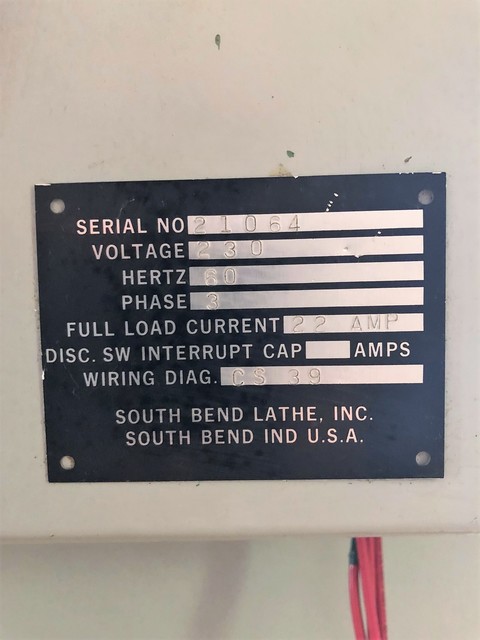 SERIAL NO 21064
VOLTAGE 230
HERTZ 60
PHASE 3
FULL LOAD CURRENT 22 AMP
DISC. SW INTERRUPT CAP AMPS
WIRING DIAG. CS 39
SOUTH BEND LATHE, INC.
SOUTH BEND IND U.S.A.